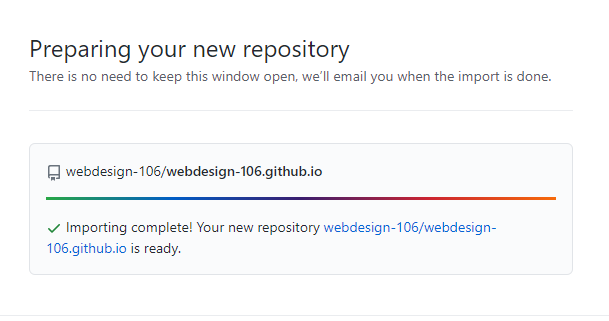 Preparing your new repository
There is no need to keep this window open, we'll email you when the import is done.
webdesign-106/webdesign-106.github.io
Importing complete! Your new repository webdesign-106/webdesign-
106.github.io is ready.